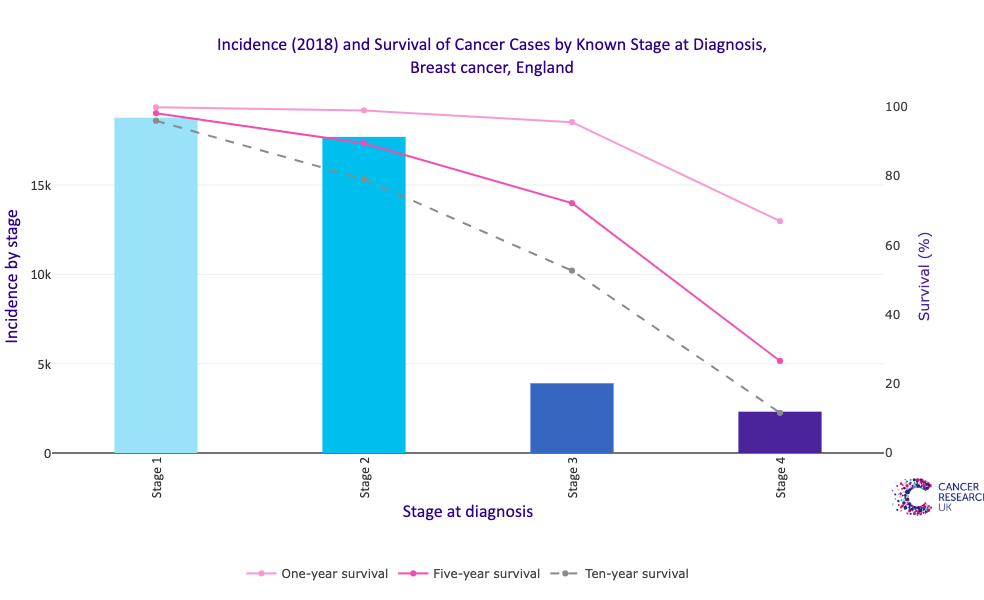 Incidence (2018) and Survival of Cancer Cases by Known Stage at Diagnosis,
Breast cancer, England
Incidence by stage
15k
10k
5k
0
100
80
60
40
20
0
Survival (%)
Stage 1
Stage 2
Stage 3
Stage 4
Stage at diagnosis
CANCER
RESEARCH
UK
One-year survival
Five-year survival
Ten-year survival